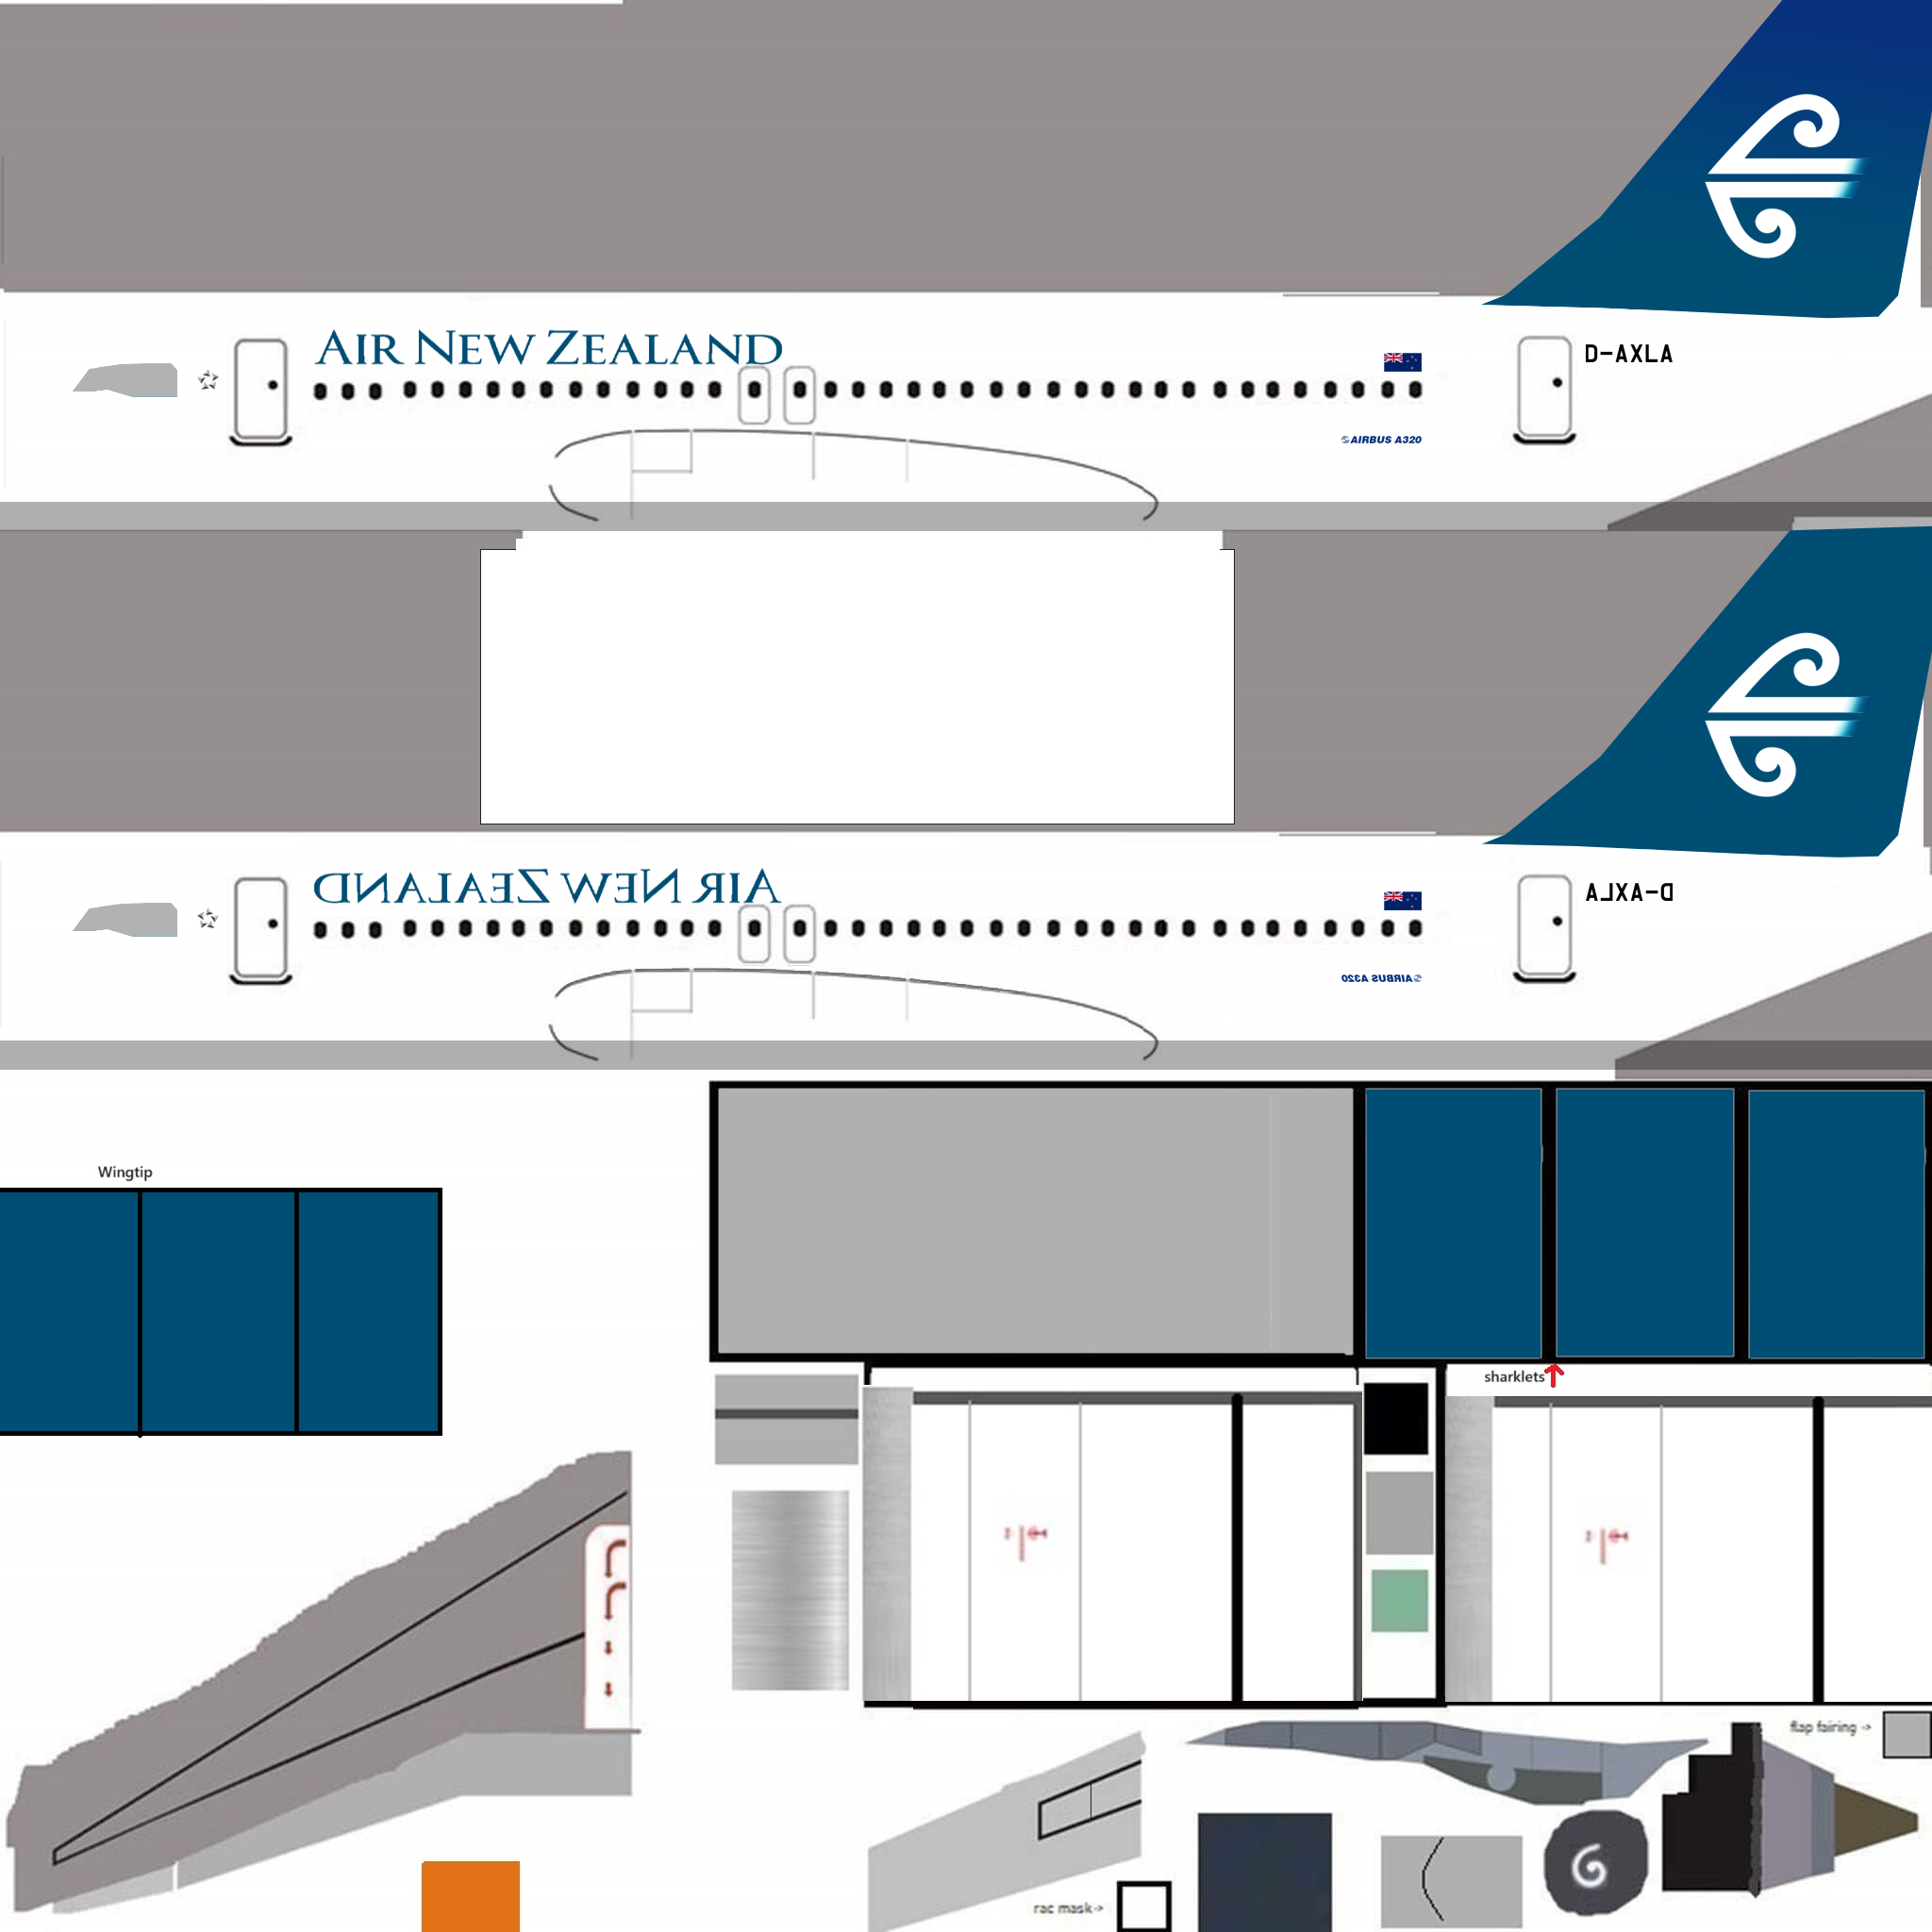 AIR NEW ZEALAND
D-AXLA
AIRBUS A320
AIR NEW ZEALAND
D-AXLA
AIRBUS A320
Wingtip
sharklets
flap fairing ->
rac mask->